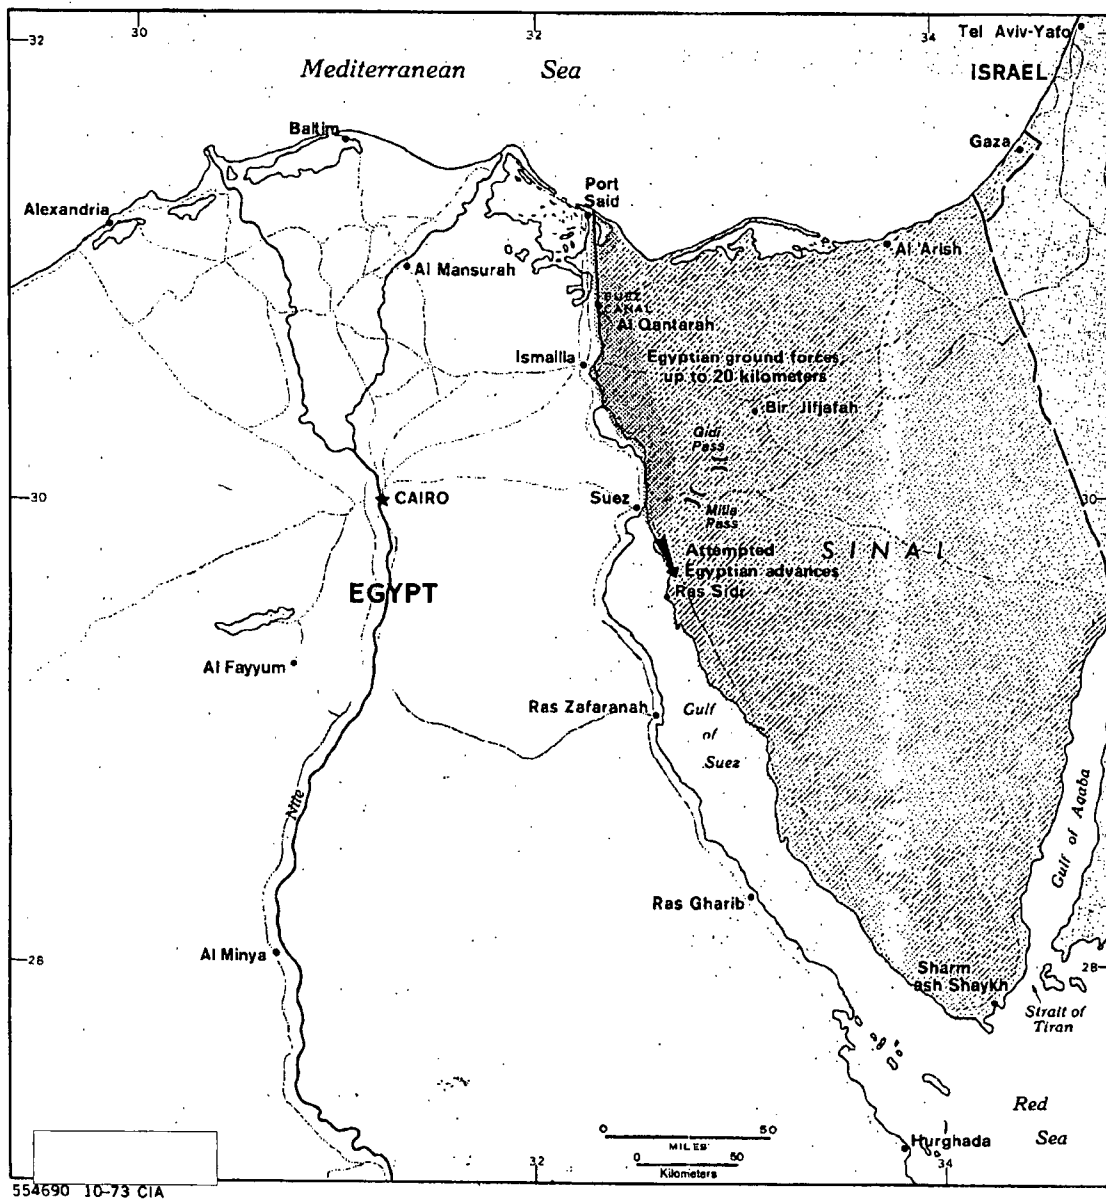 30
32
34
32
Tel Aviv-Yafo
Mediterranean Sea
ISRAEL
Baltim
Gaza
Port
Said
Alexandria
Al Arish
Al Mansurah
SUEZ
CANAL
Al Qantarah
Ismailia
Egyptian ground forces,
up to 20 kilometers
Bir Jifjafah
Gidi
Pass
30
CAIRO
Suez
Mitla
Pass
30
Attempted
Egyptian advances
SINAI
EGYPT
Ras Sidr
Al Fayyum
Ras Zafaranah
Gulf
of
Suez
Nile
Gulf of Aqaba
Ras Gharib
Al Minya
28
Sharm
ash Shaykh
28
Strait of
Tiran
Red
Sea
0 50
MILES
Hurghada
0 50
Kilometers
32
34
554690 10-73 CIA